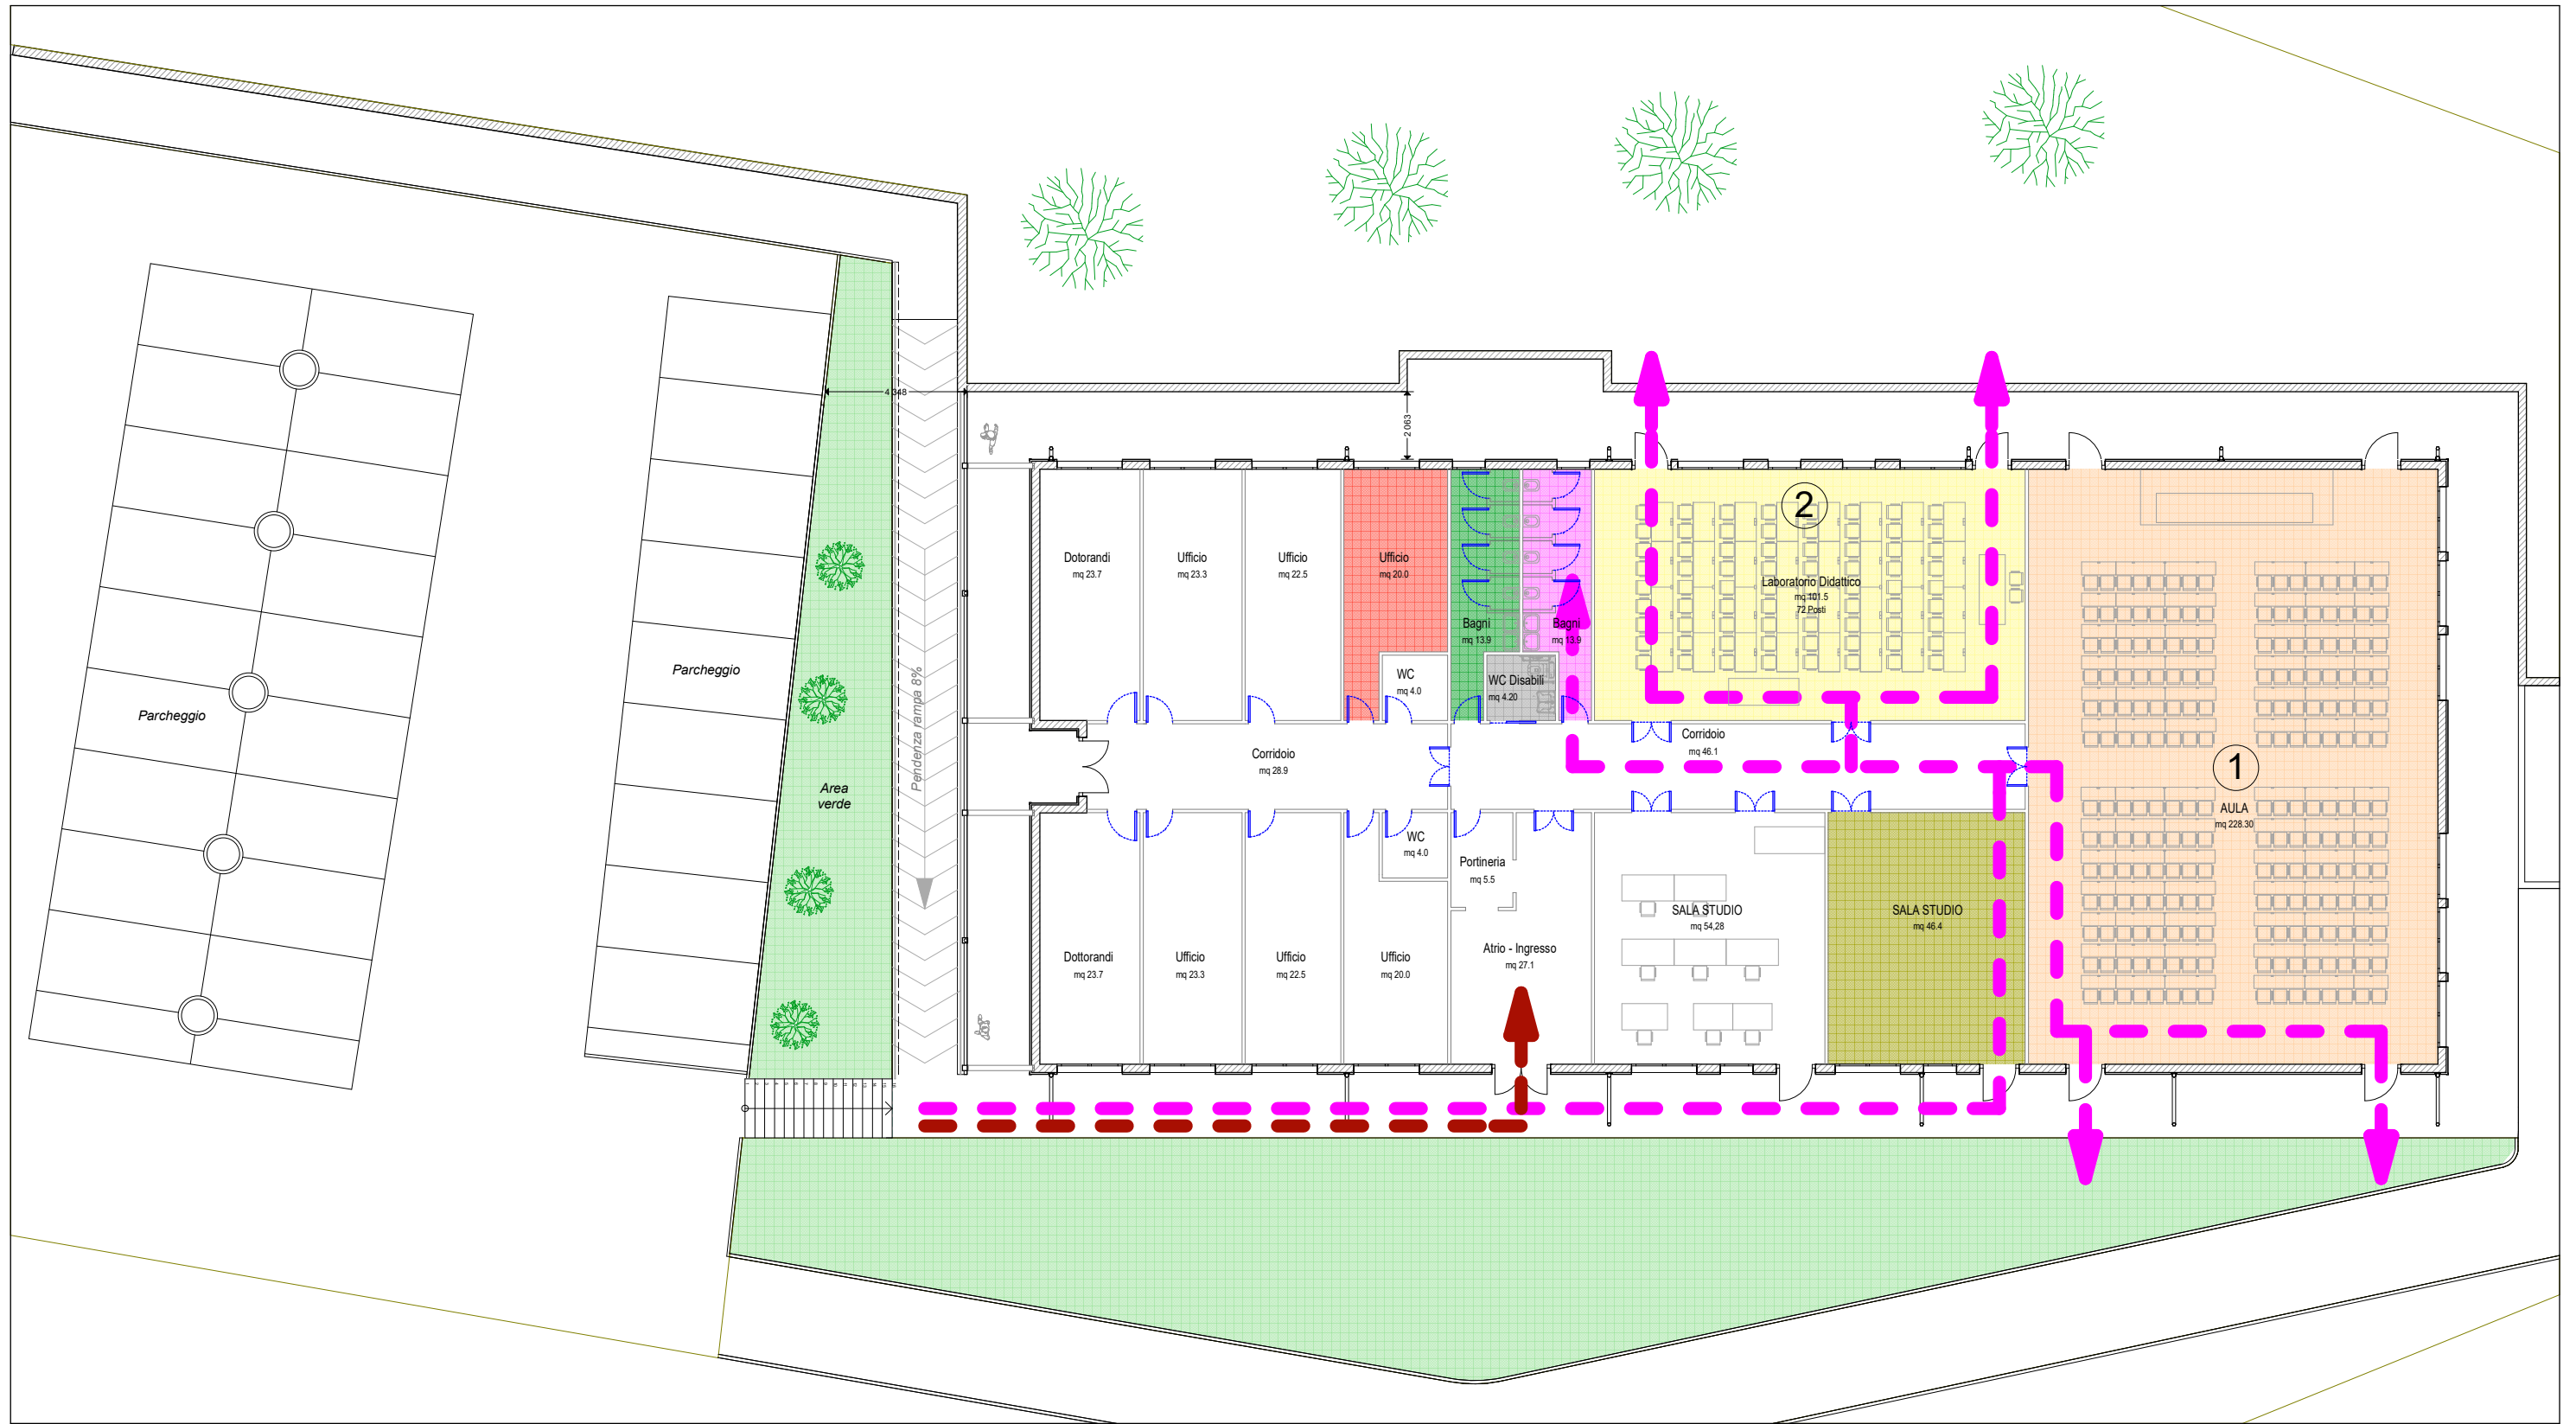 4 348
2 063
2
Dotorandi
mq 23.7
Ufficio
mq 23.3
Ufficio
mq 22.5
Ufficio
mq 20.0
Bagni
mq 13.9
Bagni
mq 13.9
Laboratorio Didattico
mq 101.5
72 Posti
WC
mq 4.0
WC Disabili
mq 4.20
Parcheggio
Parcheggio
Pendenza rampa 8%
Area
verde
Corridoio
mq 28.9
Corridoio
mq 46.1
1
AULA
mq 228.30
WC
mq 4.0
Portineria
mq 5.5
SALA STUDIO
mq 54,28
SALA STUDIO
mq 46.4
Dottorandi
mq 23.7
Ufficio
mq 23.3
Ufficio
mq 22.5
Ufficio
mq 20.0
Atrio - Ingresso
mq 27.1